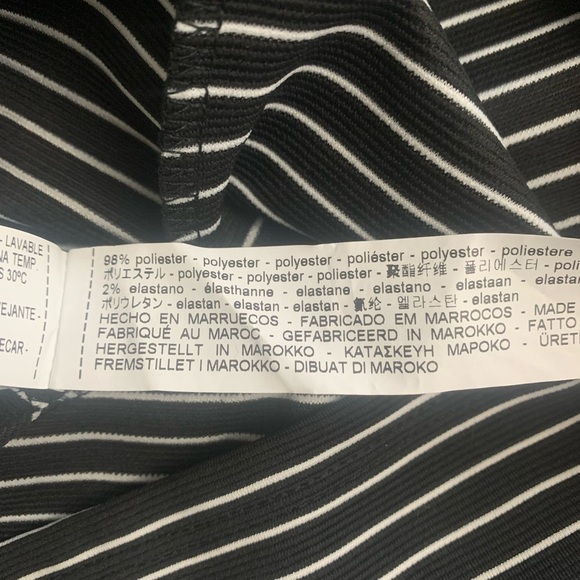 - LAVABLE
NA TEMP
S 30ºC
EJANTE -
ECAR -
98% poliester - polyester - polyester - poliéster - polyester - poliestere
ポリエステル - polyester - polyester - poliester - 聚酯纤维 - 폴리에스터 -
2% elastano - élasthanne - elastane - elastano - elastaan - elastan
ポリウレタン - elastan - elastan - elastan - 氨纶 - 엘라스탄 - elastan
HECHO EN MARRUECOS - FABRICADO EM MARROCOS - MADE
FABRIQUÉ AU MAROC - GEFABRICEERD IN MAROKKO - FATTO
HERGESTELLT IN MAROKKO - ΚΑΤΑΣΚΕΥΗ ΜΑΡΟΚΟ - ÜRETİ
FREMSTILLET I MAROKKO - DIBUAT DI MAROKO